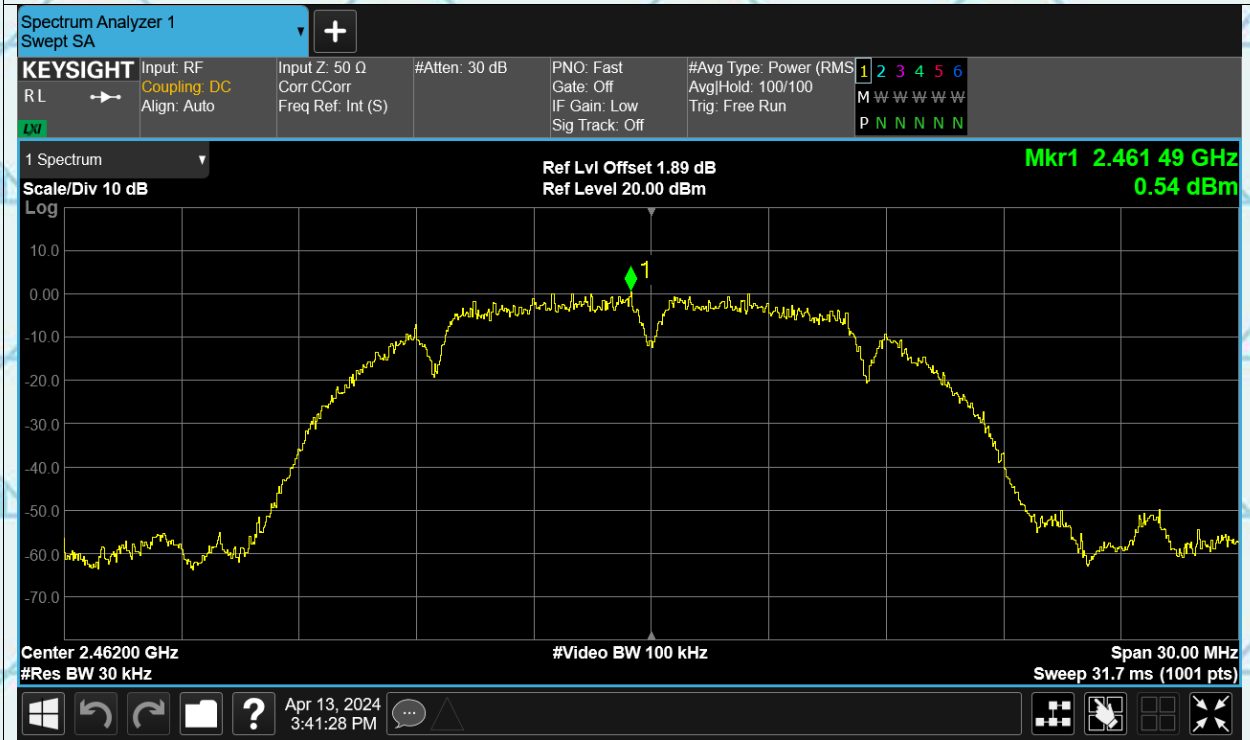 Spectrum Analyzer 1
Swept SA
+
KEYSIGHT
R L
LXI
Input: RF
Coupling: DC
Align: Auto
Input Z: 50 Ω
Corr CCorr
Freq Ref: Int (S)
#Atten: 30 dB
PNO: Fast
Gate: Off
IF Gain: Low
Sig Track: Off
#Avg Type: Power (RMS
Avg|Hold: 100/100
Trig: Free Run
1 2 3 4 5 6
M W W W W W
P N N N N N
1 Spectrum
Scale/Div 10 dB
Log
Ref Lvl Offset 1.89 dB
Ref Level 20.00 dBm
Mkr1 2.461 49 GHz
0.54 dBm
1
10.0
0.00
-10.0
-20.0
-30.0
-40.0
-50.0
-60.0
-70.0
Center 2.46200 GHz
#Res BW 30 kHz
#Video BW 100 kHz
Span 30.00 MHz
Sweep 31.7 ms (1001 pts)
?
Apr 13, 2024
3:41:28 PM